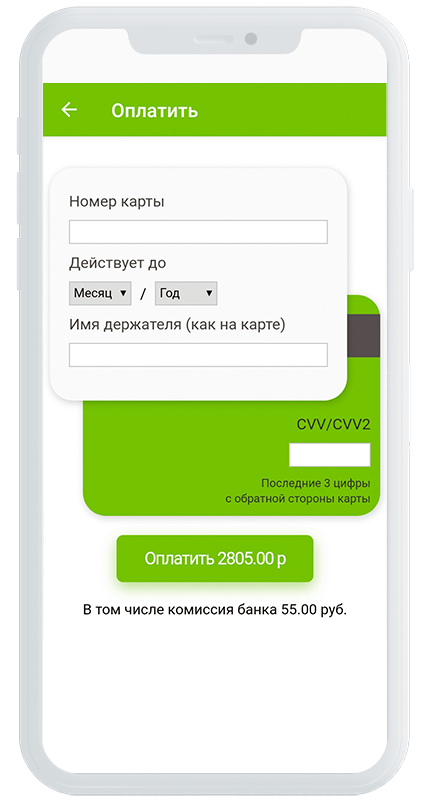 Оплатить
Номер карты
Действует до
Месяц / Год
Имя держателя (как на карте)
CVV/CVV2
Последние 3 цифры
с обратной стороны карты
Оплатить 2805.00 р
В том числе комиссия банка 55.00 руб.